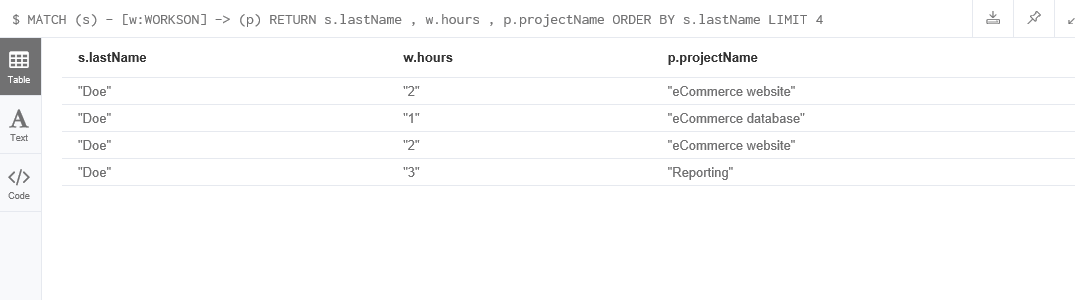 $ MATCH (s) - [w:WORKSON] -> (p) RETURN s.lastName , w.hours , p.projectName ORDER BY s.lastName LIMIT 4
Table
Text
Code
s.lastName w.hours p.projectName
"Doe" "2" "eCommerce website"
"Doe" "1" "eCommerce database"
"Doe" "2" "eCommerce website"
"Doe" "3" "Reporting"